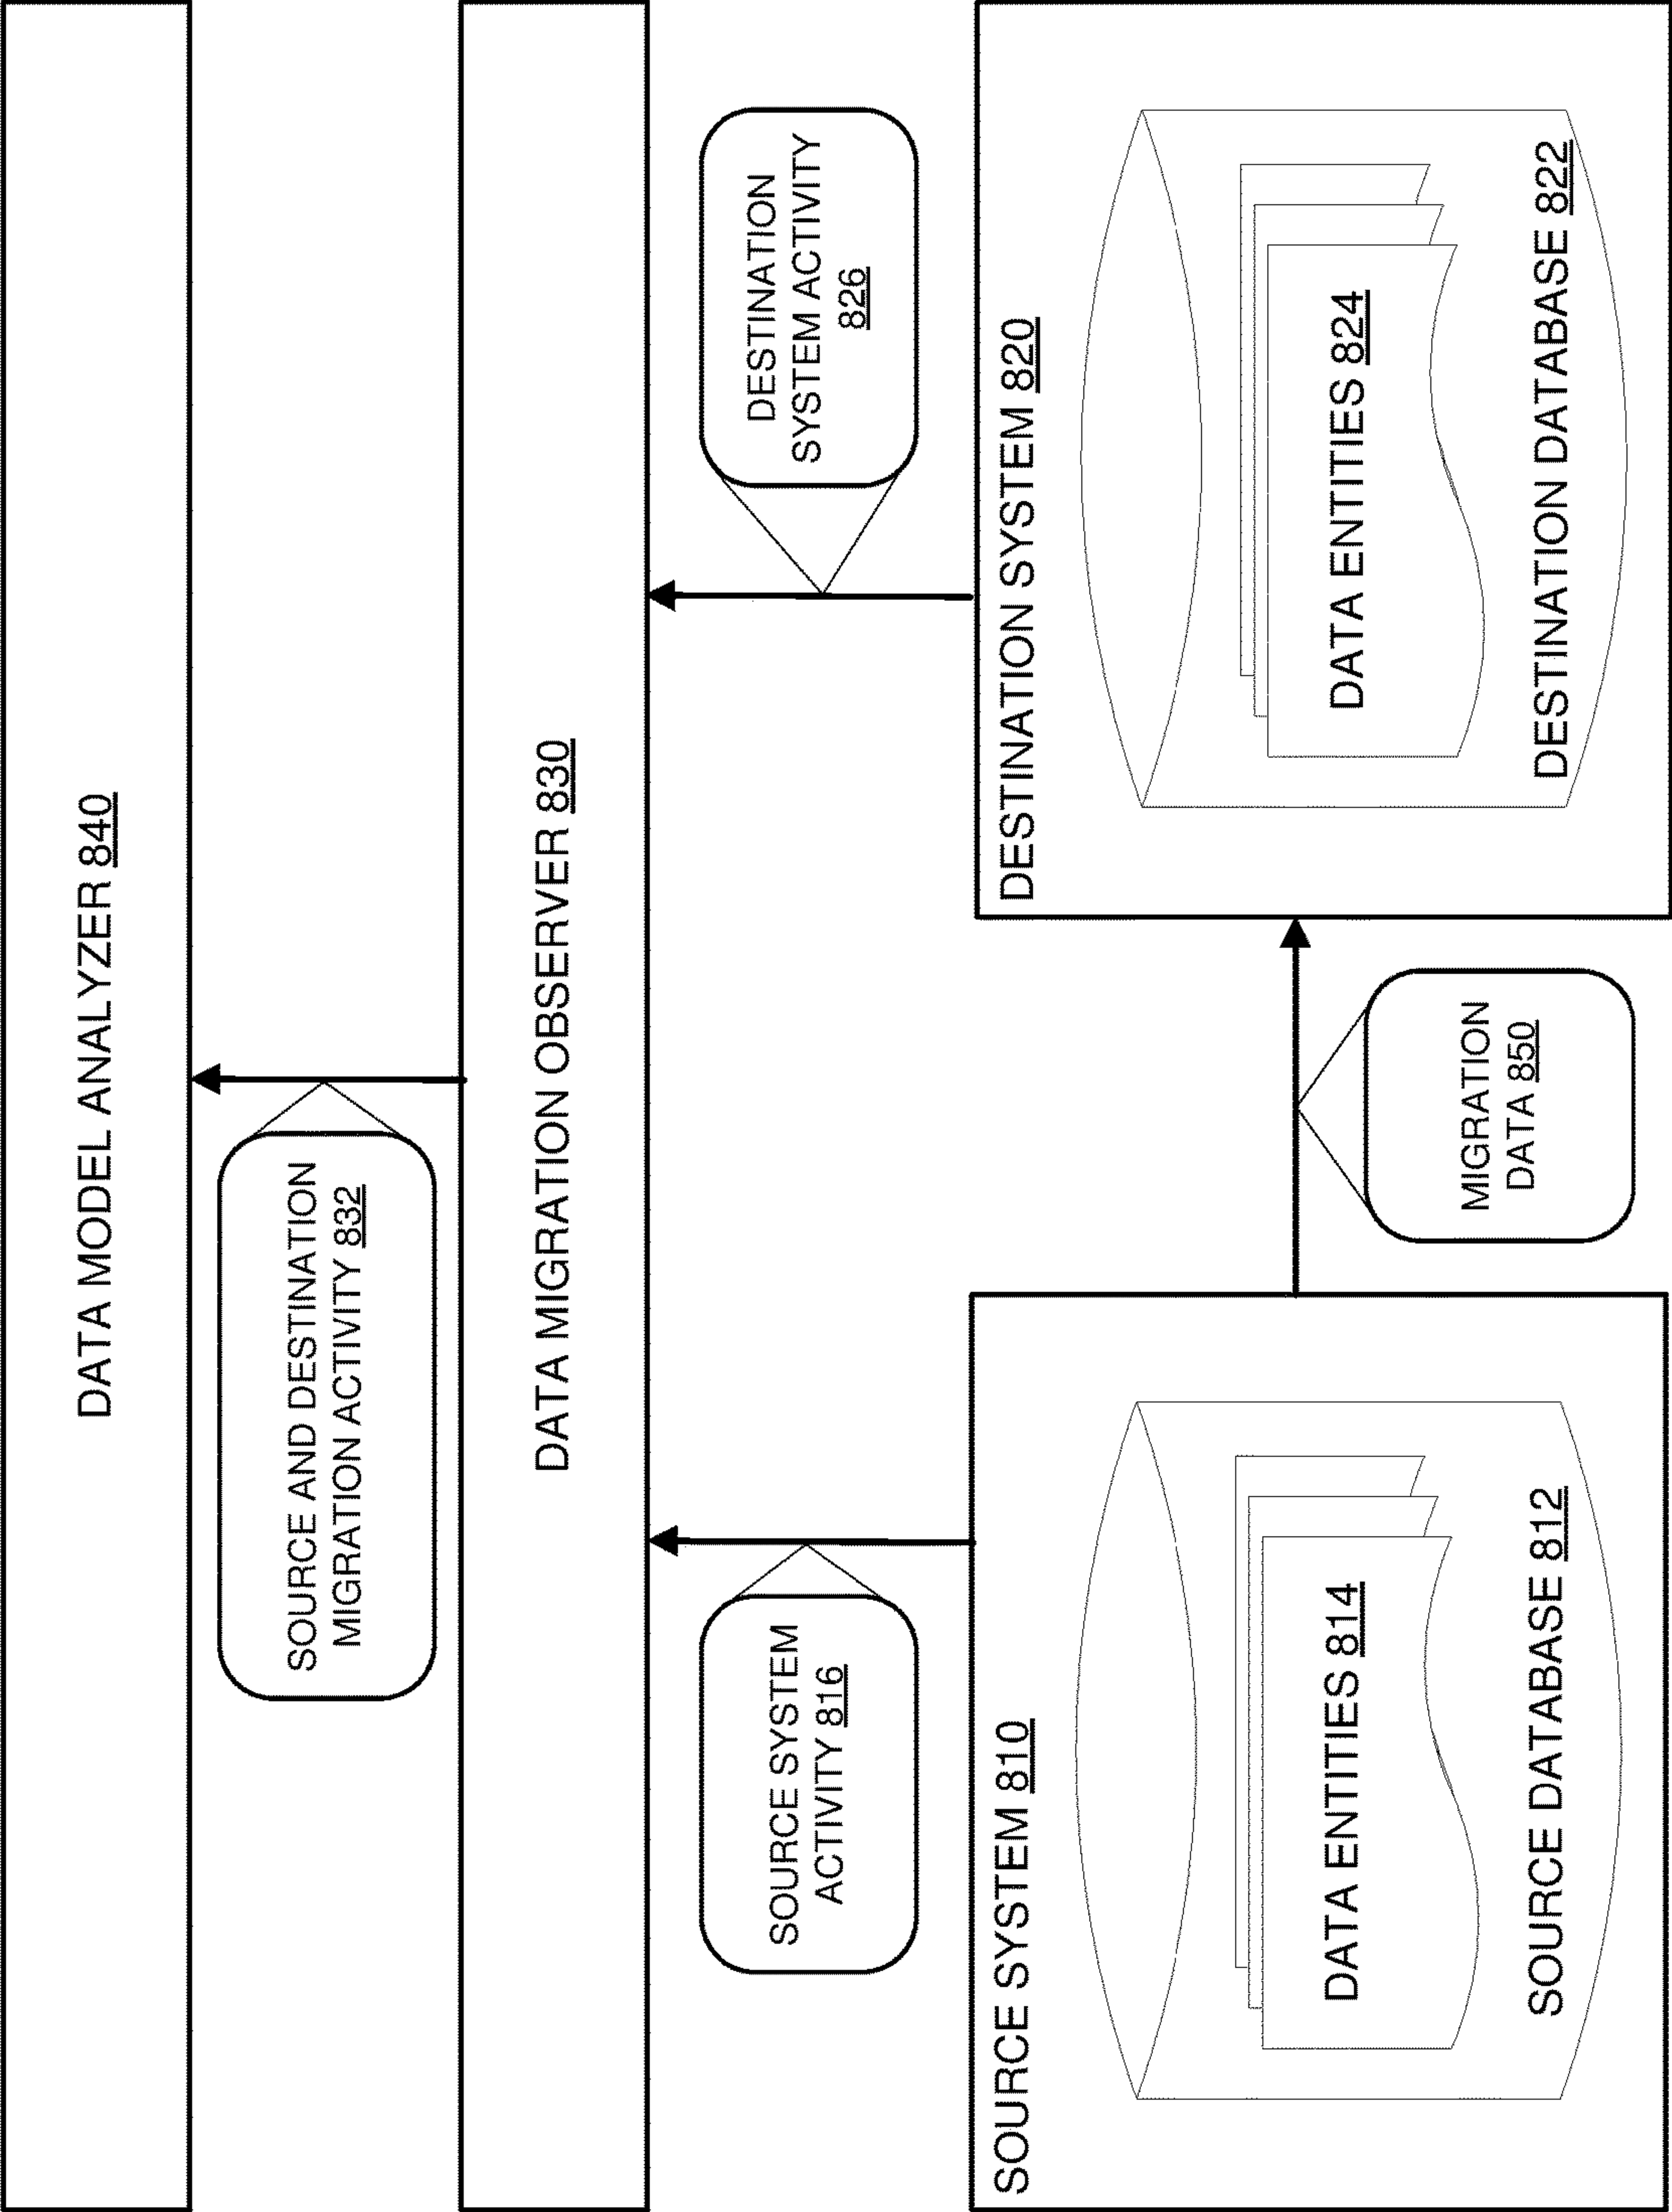 DATA MODEL ANALYZER 840
SOURCE AND DESTINATION
MIGRATION ACTIVITY 832
DATA MIGRATION OBSERVER 830
SOURCE SYSTEM
ACTIVITY 816
DESTINATION
SYSTEM ACTIVITY
826
SOURCE SYSTEM 810
DATA ENTITIES 814
SOURCE DATABASE 812
MIGRATION
DATA 850
DESTINATION SYSTEM 820
DATA ENTITIES 824
DESTINATION DATABASE 822